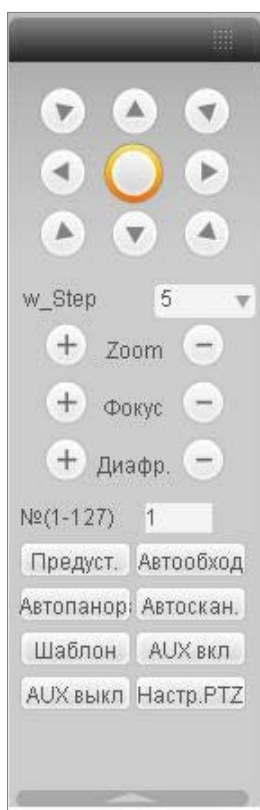 w_Step 5
+ Zoom -
+ Фокус -
+ Диафр. -
№(1-127) 1
Предуст. Автообход
Автопанора Автоскан.
Шаблон AUX вкл
AUX выкл Настр.PTZ